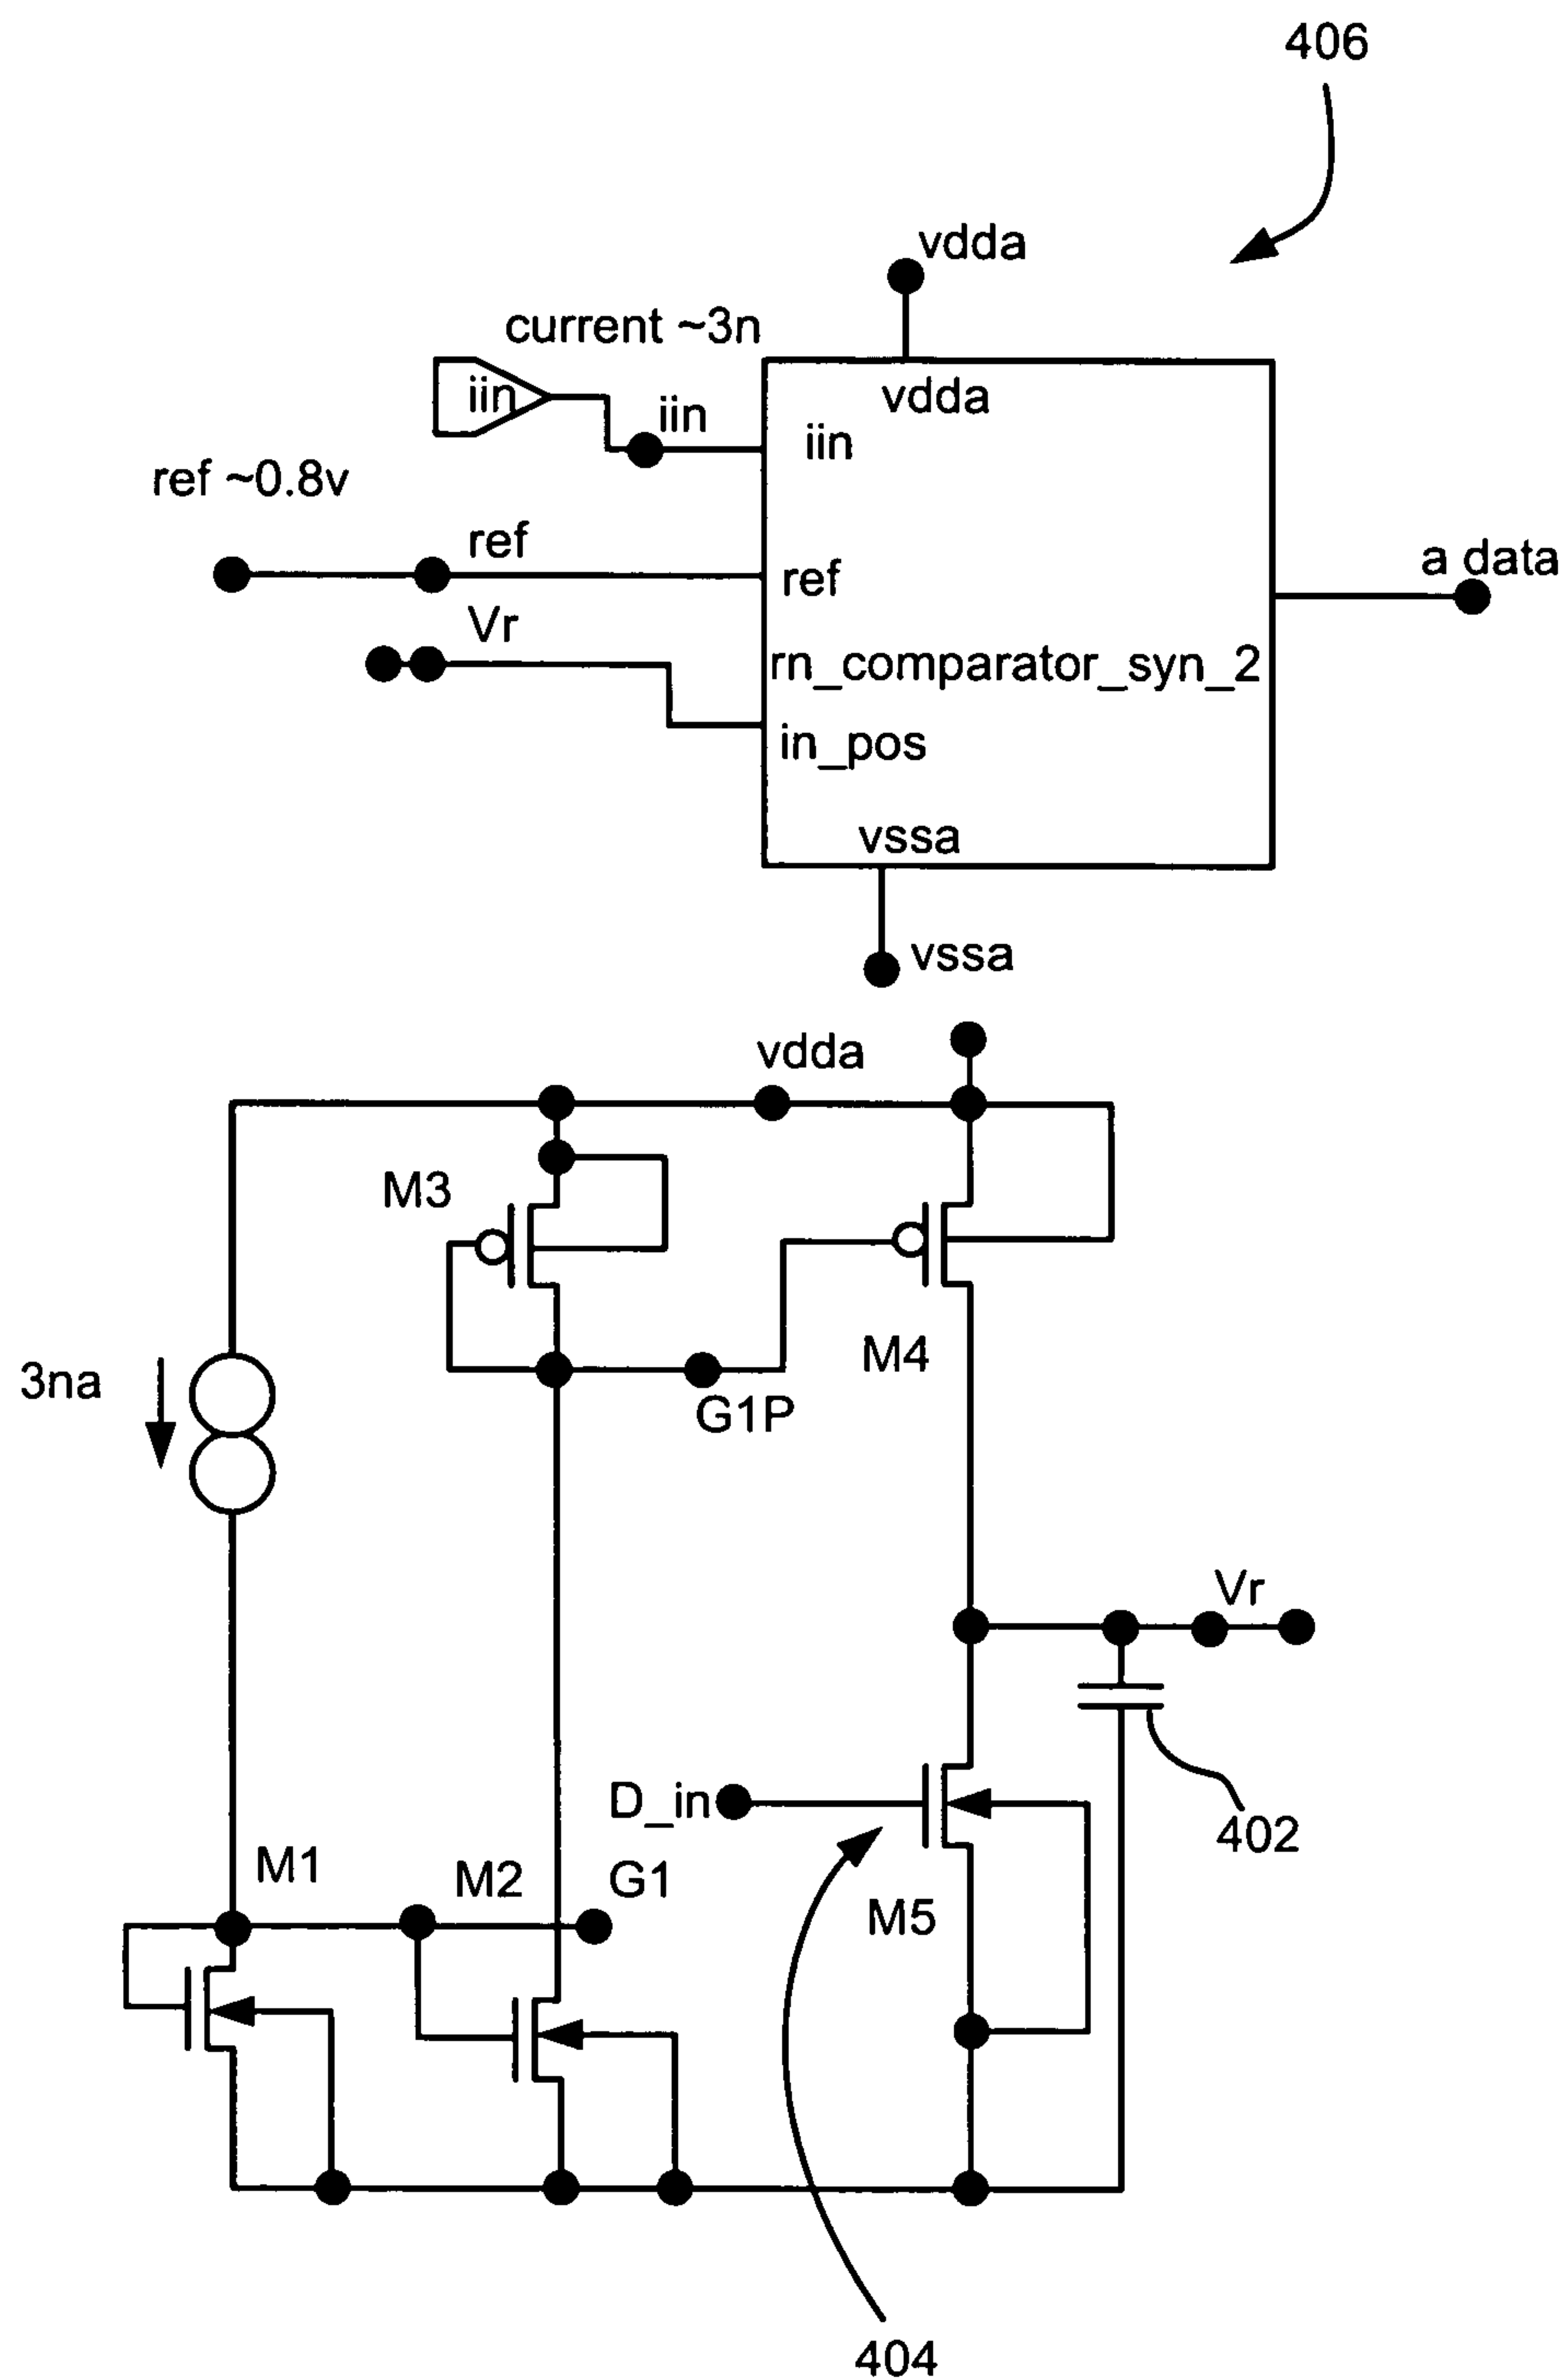 406
vdda
current ~3n
iin
iin
vdda
iin
ref ~0.8v
ref
ref
a data
Vr
rn_comparator_syn_2
in_pos
vssa
vssa
vdda
M3
M4
3na
G1P
Vr
D_in
402
M1
M2
G1
M5
404